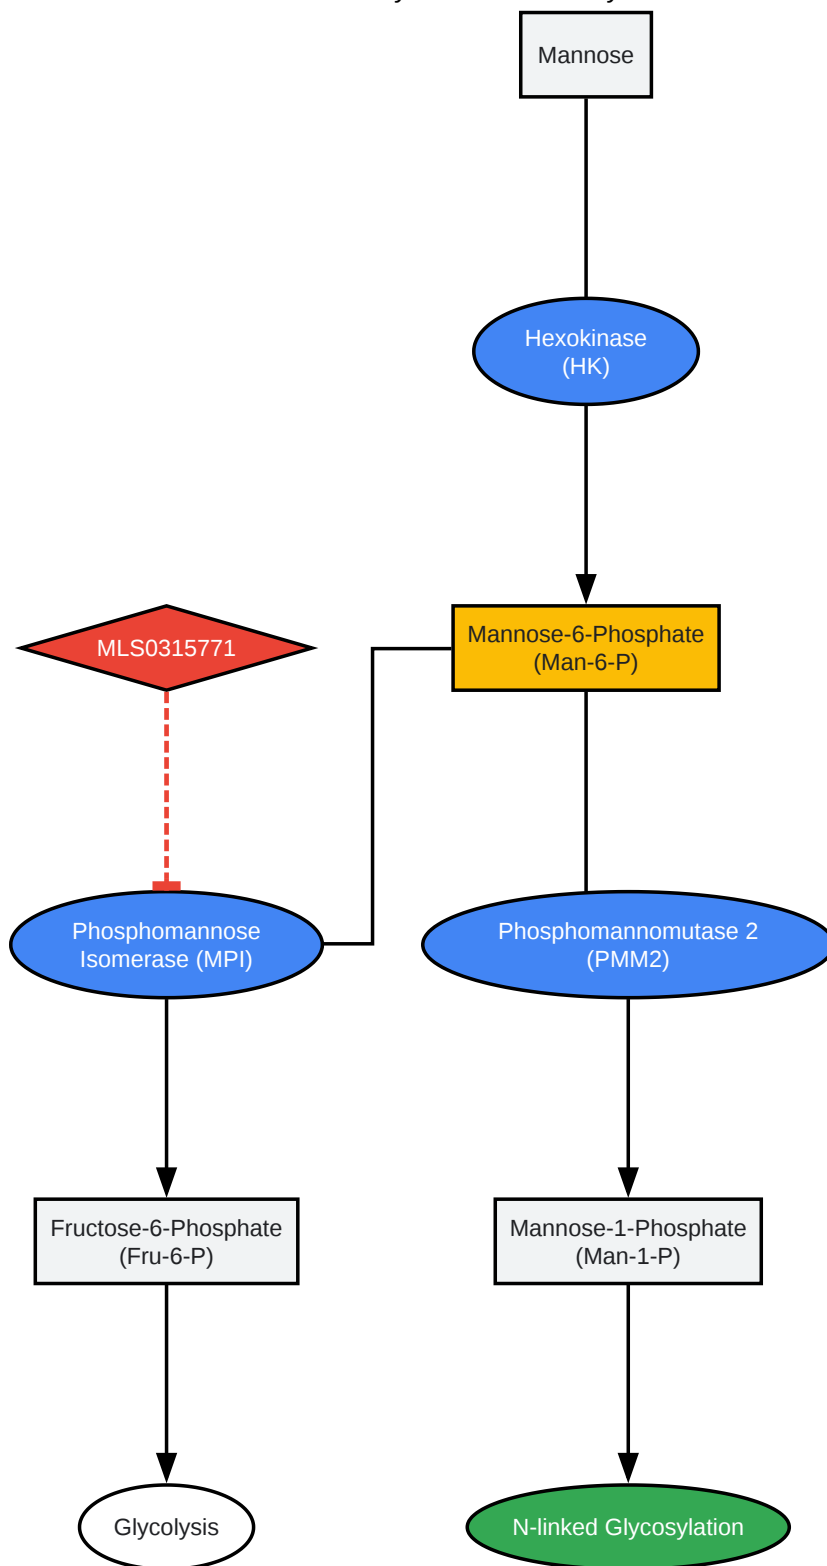 Mannose
Hexokinase
(HK)
MLS0315771
Mannose-6-Phosphate
(Man-6-P)
Phosphomannose
Isomerase (MPI)
Phosphomannomutase 2
(PMM2)
Fructose-6-Phosphate
(Fru-6-P)
Mannose-1-Phosphate
(Man-1-P)
Glycolysis
N-linked Glycosylation